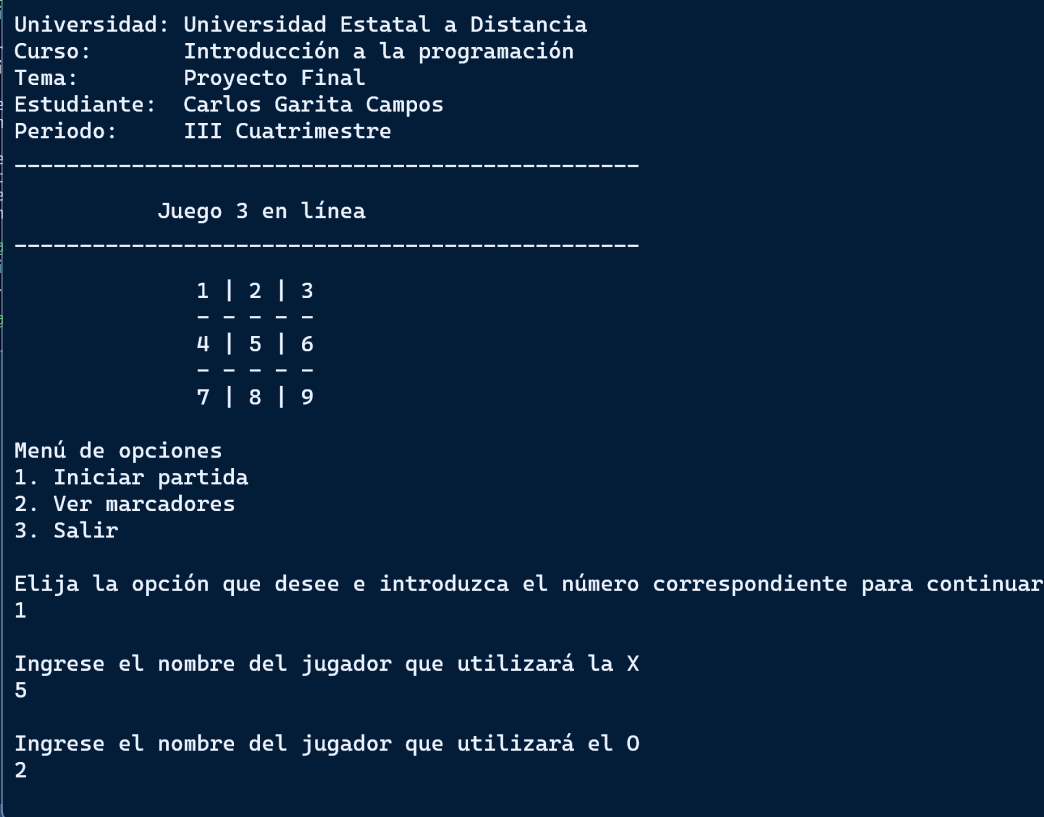 Universidad: Universidad Estatal a Distancia
Curso:       Introducción a la programación
Tema:        Proyecto Final
Estudiante:  Carlos Garita Campos
Periodo:     III Cuatrimestre
------------------------------------------------
           Juego 3 en línea
------------------------------------------------
              1 | 2 | 3
              - - - - -
              4 | 5 | 6
              - - - - -
              7 | 8 | 9
Menú de opciones
1. Iniciar partida
2. Ver marcadores
3. Salir
Elija la opción que desee e introduzca el número correspondiente para continuar
1
Ingrese el nombre del jugador que utilizará la X
5
Ingrese el nombre del jugador que utilizará el O
2